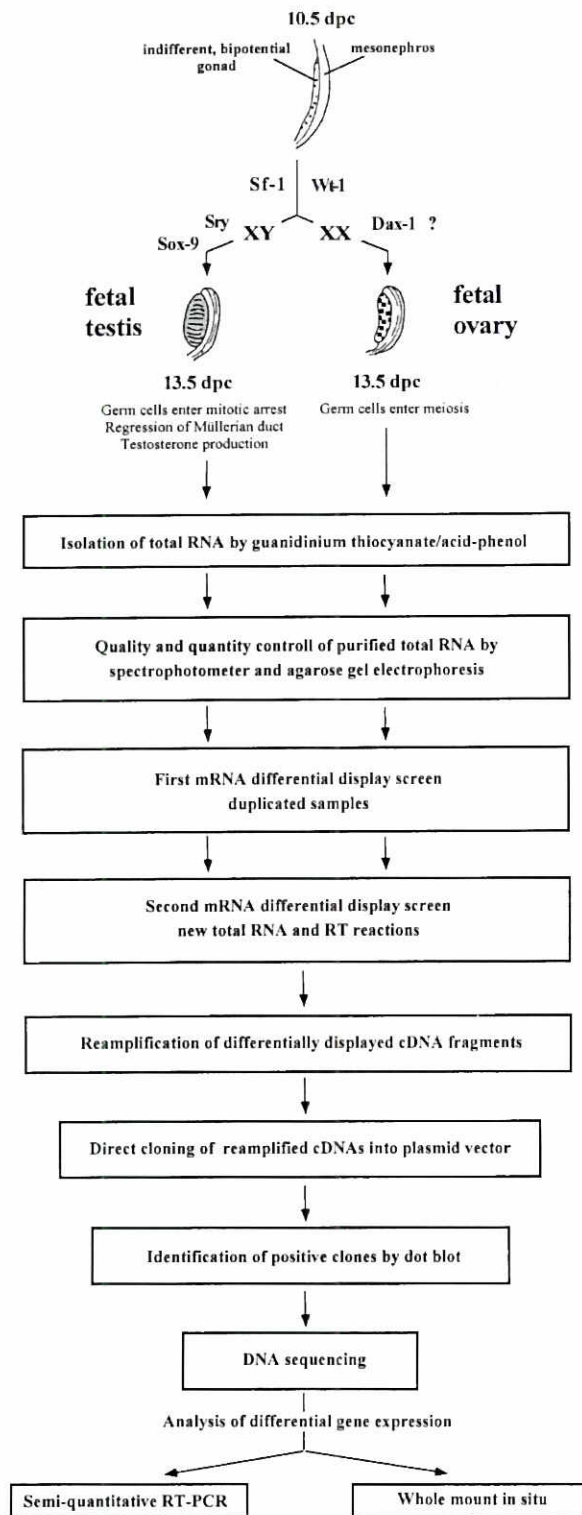 10.5 dpc
indifferent, bipotential
gonad
mesonephros
Sf-1
Wt-1
Sry
Sox-9
XY
XX
Dax-1 ?
fetal
testis
fetal
ovary
13.5 dpc
13.5 dpc
Germ cells enter mitotic arrest
Regression of Müllerian duct
Testosterone production
Germ cells enter meiosis
Isolation of total RNA by guanidinium thiocyanate/acid-phenol
Quality and quantity controll of purified total RNA by
spectrophotometer and agarose gel electrophoresis
First mRNA differential display screen
duplicated samples
Second mRNA differential display screen
new total RNA and RT reactions
Reamplification of differentially displayed cDNA fragments
Direct cloning of reamplified cDNAs into plasmid vector
Identification of positive clones by dot blot
DNA sequencing
Analysis of differential gene expression
Semi-quantitative RT-PCR
Whole mount in situ